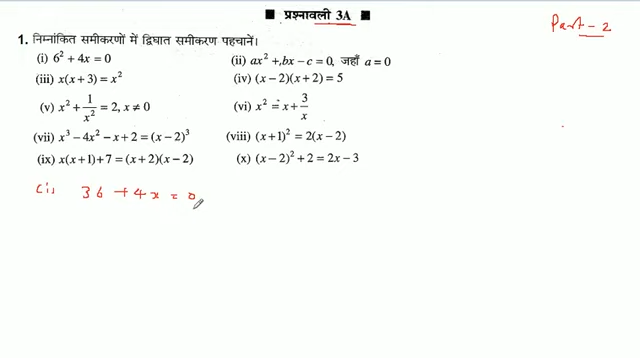 ■ प्रश्नावली 3A ■
Part-2
1. निम्नांकित समीकरणों में द्विघात समीकरण पहचानें।
(i) 6² + 4x = 0 (ii) ax² +, bx − c = 0, जहाँ a = 0
(iii) x(x + 3) = x² (iv) (x − 2)(x + 2) = 5
(v) x² + 1/x² = 2, x ≠ 0 (vi) x² = x + 3/x
(vii) x³ − 4x² − x + 2 = (x − 2)³ (viii) (x + 1)² = 2(x − 2)
(ix) x(x + 1) + 7 = (x + 2)(x − 2) (x) (x − 2)² + 2 = 2x − 3
(i) 36 + 4x = 0